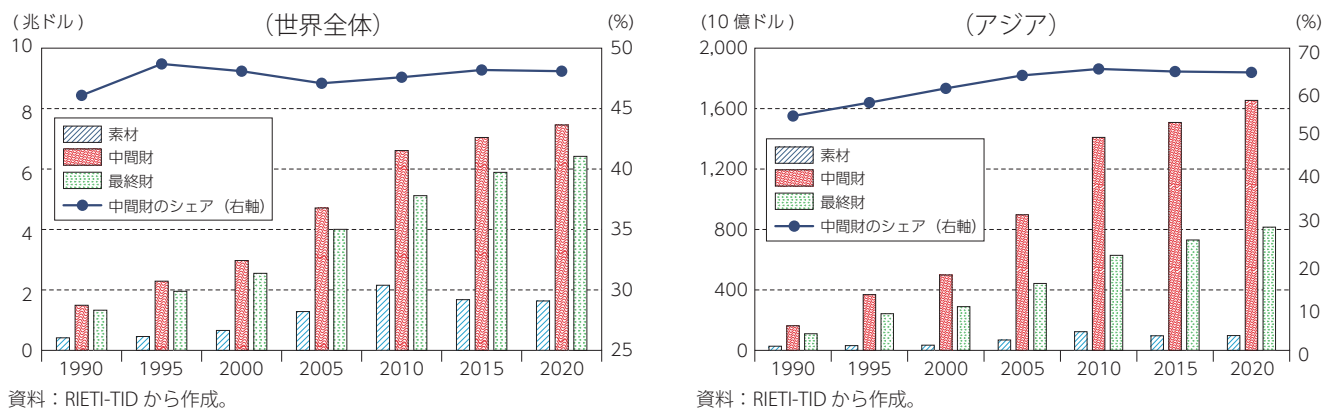 (兆ドル)
(世界全体)
(%)
10
8
6
4
2
0
50
45
40
35
30
25
素材
中間財
最終財
中間財のシェア（右軸）
1990 1995 2000 2005 2010 2015 2020
資料：RIETI-TID から作成。
(10 億ドル)
(アジア)
(%)
2,000
1,600
1,200
800
400
0
70
60
50
40
30
20
10
0
素材
中間財
最終財
中間財のシェア（右軸）
1990 1995 2000 2005 2010 2015 2020
資料：RIETI-TID から作成。